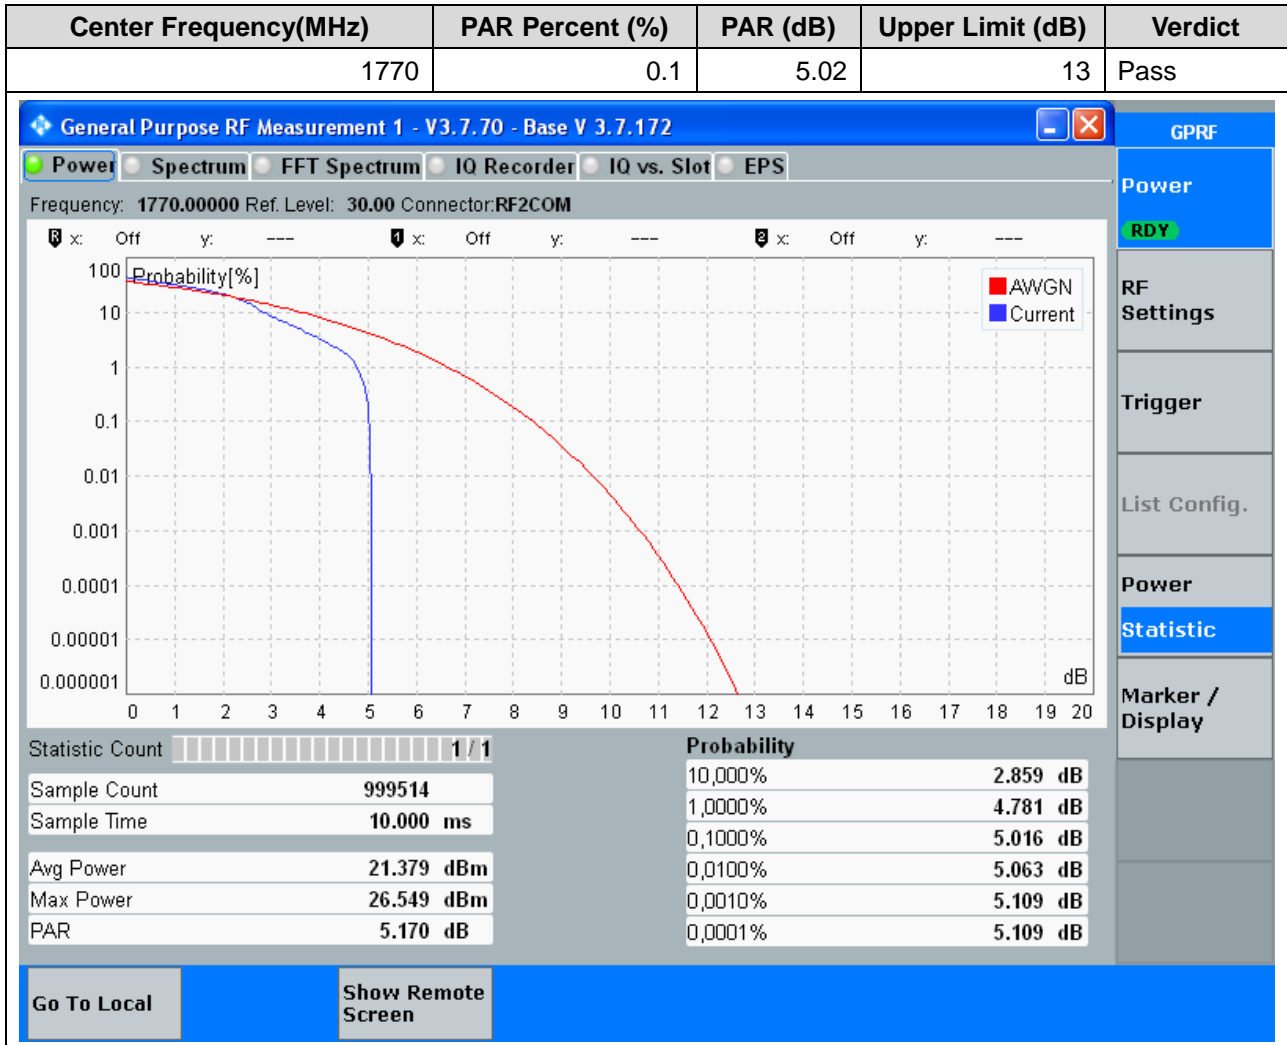 Center Frequency(MHz) PAR Percent (%) PAR (dB) Upper Limit (dB) Verdict
1770 0.1 5.02 13 Pass
General Purpose RF Measurement 1 - V3.7.70 - Base V 3.7.172
GPRF
Power Spectrum FFT Spectrum IQ Recorder IQ vs. Slot EPS
Power
RDY
Frequency: 1770.00000 Ref. Level: 30.00 Connector:RF2COM
R x: Off y: --- 1 x: Off y: --- 2 x: Off y: ---
Probability[%]
AWGN
Current
100
10
1
0.1
0.01
0.001
0.0001
0.00001
0.000001
dB
0 1 2 3 4 5 6 7 8 9 10 11 12 13 14 15 16 17 18 19 20
RF
Settings
Trigger
List Config.
Power
Statistic
Marker /
Display
Statistic Count 1 / 1
Sample Count 999514
Sample Time 10.000 ms
Avg Power 21.379 dBm
Max Power 26.549 dBm
PAR 5.170 dB
Probability
10,000% 2.859 dB
1,0000% 4.781 dB
0,1000% 5.016 dB
0,0100% 5.063 dB
0,0010% 5.109 dB
0,0001% 5.109 dB
Go To Local
Show Remote
Screen